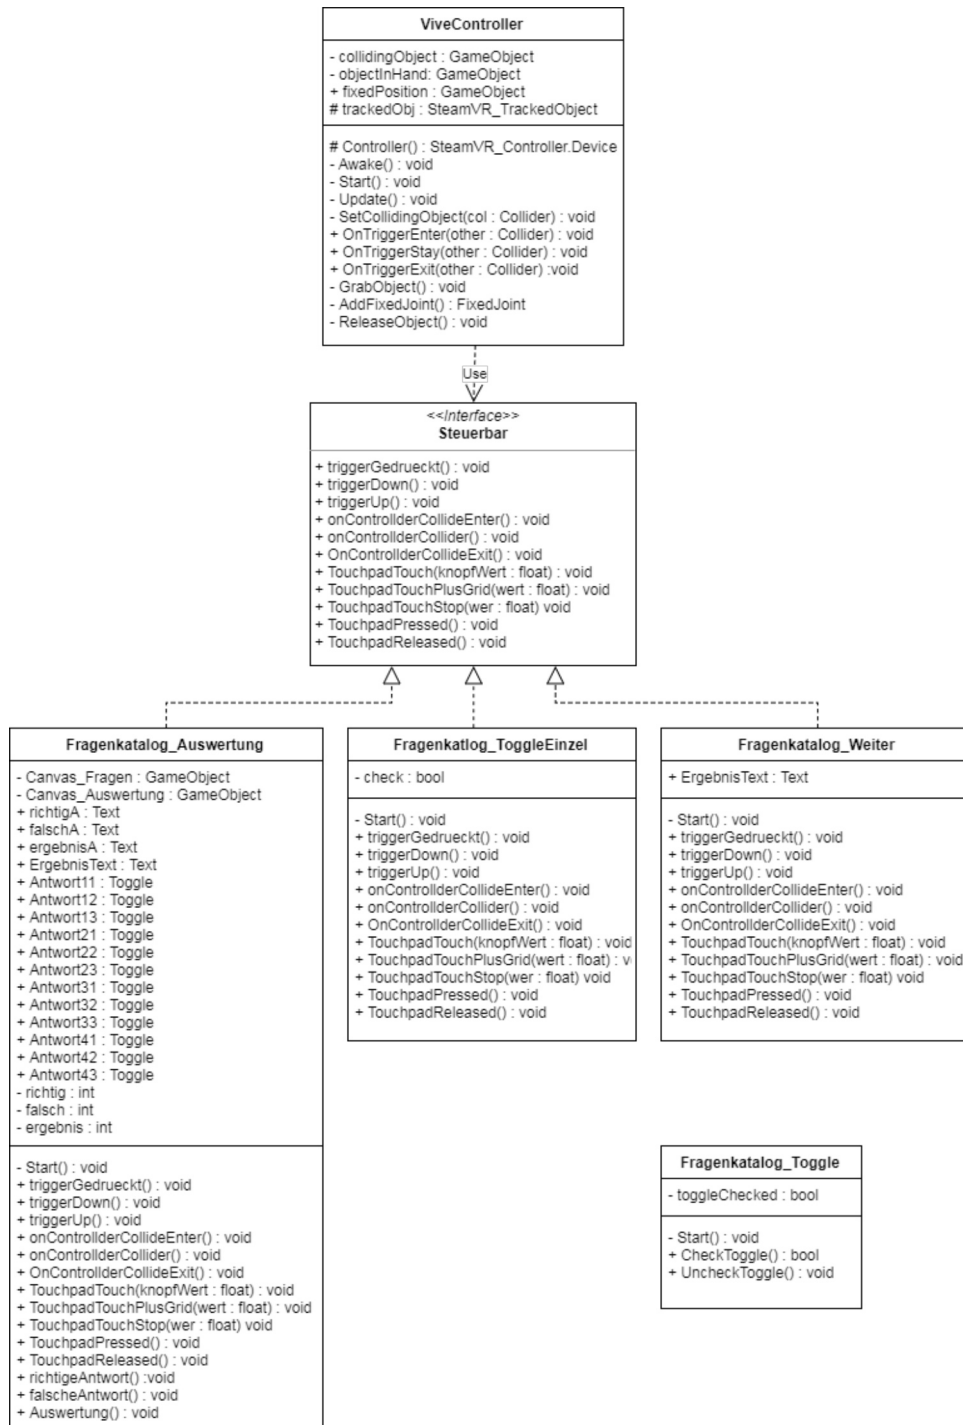 ViveController
- collidingObject : GameObject
- objectInHand: GameObject
+ fixedPosition : GameObject
# trackedObj : SteamVR_TrackedObject
# Controller() : SteamVR_Controller.Device
- Awake() : void
- Start() : void
- Update() : void
- SetCollidingObject(col : Collider) : void
+ OnTriggerEnter(other : Collider) : void
+ OnTriggerStay(other : Collider) : void
+ OnTriggerExit(other : Collider) :void
- GrabObject() : void
- AddFixedJoint() : FixedJoint
- ReleaseObject() : void
Use
<<Interface>>
Steuerbar
+ triggerGedrueckt() : void
+ triggerDown() : void
+ triggerUp() : void
+ onControllderCollideEnter() : void
+ onControllderCollider() : void
+ OnControllderCollideExit() : void
+ TouchpadTouch(knopfWert : float) : void
+ TouchpadTouchPlusGrid(wert : float) : void
+ TouchpadTouchStop(wer : float) void
+ TouchpadPressed() : void
+ TouchpadReleased() : void
Fragenkatalog_Auswertung
- Canvas_Fragen : GameObject
- Canvas_Auswertung : GameObject
+ richtigA : Text
+ falschA : Text
+ ergebnisA : Text
+ ErgebnisText : Text
+ Antwort11 : Toggle
+ Antwort12 : Toggle
+ Antwort13 : Toggle
+ Antwort21 : Toggle
+ Antwort22 : Toggle
+ Antwort23 : Toggle
+ Antwort31 : Toggle
+ Antwort32 : Toggle
+ Antwort33 : Toggle
+ Antwort41 : Toggle
+ Antwort42 : Toggle
+ Antwort43 : Toggle
- richtig : int
- falsch : int
- ergebnis : int
- Start() : void
+ triggerGedrueckt() : void
+ triggerDown() : void
+ triggerUp() : void
+ onControllderCollideEnter() : void
+ onControllderCollider() : void
+ OnControllderCollideExit() : void
+ TouchpadTouch(knopfWert : float) : void
+ TouchpadTouchPlusGrid(wert : float) : void
+ TouchpadTouchStop(wer : float) void
+ TouchpadPressed() : void
+ TouchpadReleased() : void
+ richtigeAntwort() :void
+ falscheAntwort() : void
+ Auswertung() : void
Fragenkatlog_ToggleEinzel
- check : bool
- Start() : void
+ triggerGedrueckt() : void
+ triggerDown() : void
+ triggerUp() : void
+ onControllderCollideEnter() : void
+ onControllderCollider() : void
+ OnControllderCollideExit() : void
+ TouchpadTouch(knopfWert : float) : void
+ TouchpadTouchPlusGrid(wert : float) : v
+ TouchpadTouchStop(wer : float) void
+ TouchpadPressed() : void
+ TouchpadReleased() : void
Fragenkatalog_Weiter
+ ErgebnisText : Text
- Start() : void
+ triggerGedrueckt() : void
+ triggerDown() : void
+ triggerUp() : void
+ onControllderCollideEnter() : void
+ onControllderCollider() : void
+ OnControllderCollideExit() : void
+ TouchpadTouch(knopfWert : float) : void
+ TouchpadTouchPlusGrid(wert : float) : void
+ TouchpadTouchStop(wer : float) void
+ TouchpadPressed() : void
+ TouchpadReleased() : void
Fragenkatalog_Toggle
- toggleChecked : bool
- Start() : void
+ CheckToggle() : bool
+ UncheckToggle() : void